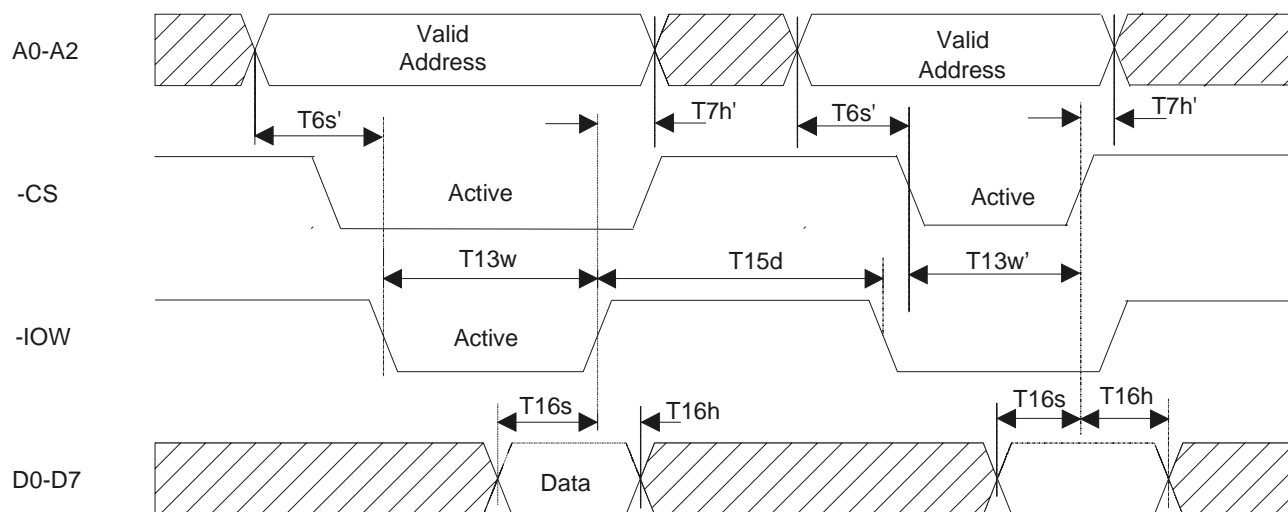 A0-A2
Valid
Address
Valid
Address
T6s'
T7h'
T6s'
T7h'
-CS
Active
Active
T13w
T15d
T13w’
-IOW
Active
T16s
T16h
T16s
T16h
D0-D7
Data